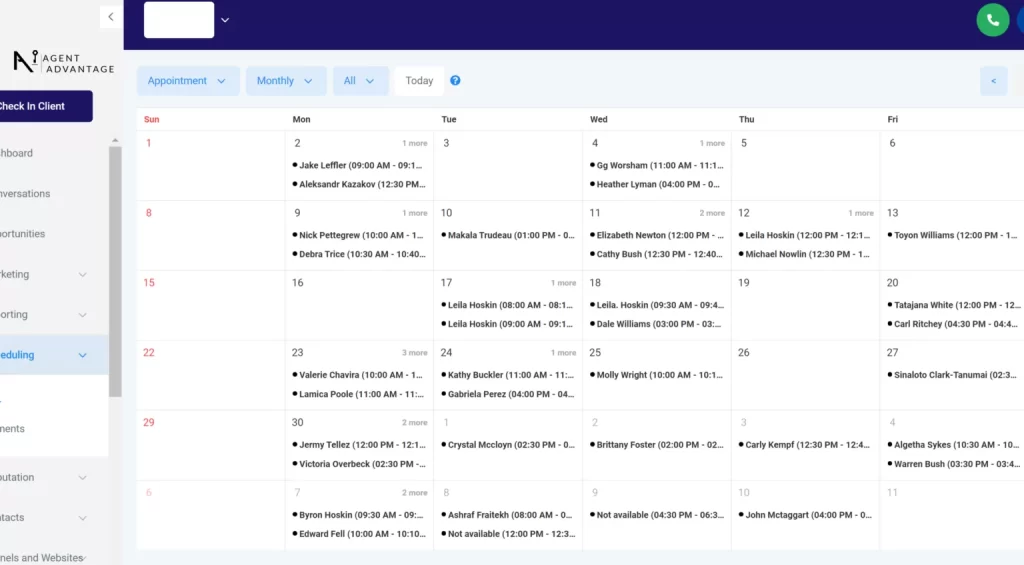 AGENT
ADVANTAGE
Check In Client
Appointment Monthly All Today ?
<
hboard
versations
ortunities
keting
orting
eduling
ments
utation
tacts
nels and Websites
Sun Mon Tue Wed Thu Fri
1 2 1 more 3 4 1 more 5 6
Jake Leffler (09:00 AM - 09:1... Gg Worsham (11:00 AM - 11:1...
Aleksandr Kazakov (12:30 PM... Heather Lyman (04:00 PM - 0...
8 9 1 more 10 11 2 more 12 1 more 13
Nick Pettegrew (10:00 AM - 1... Makala Trudeau (01:00 PM - 0... Elizabeth Newton (12:00 PM - ... Leila Hoskin (12:00 PM - 12:1... Toyon Williams (12:00 PM - 1...
Debra Trice (10:30 AM - 10:40... Cathy Bush (12:30 PM - 12:40... Michael Nowlin (12:30 PM - 1...
15 16 17 1 more 18 19 20
Leila Hoskin (08:00 AM - 08:1... Leila. Hoskin (09:30 AM - 09:4... Tatajana White (12:00 PM - 12...
Leila Hoskin (09:00 AM - 09:1... Dale Williams (03:00 PM - 03:... Carl Ritchey (04:30 PM - 04:4...
22 23 3 more 24 1 more 25 26 27
Valerie Chavira (10:00 AM - 1... Kathy Buckler (11:00 AM - 11:... Molly Wright (10:00 AM - 10:1... Sinaloto Clark-Tanumai (02:3...
Lamica Poole (11:00 AM - 11:... Gabriela Perez (04:00 PM - 04...
29 30 2 more 1 2 3 4
Jermy Tellez (12:00 PM - 12:1... Crystal Mccloyn (02:30 PM - 0... Brittany Foster (02:00 PM - 02... Carly Kempf (12:30 PM - 12:4... Algetha Sykes (10:30 AM - 10...
Victoria Overbeck (02:30 PM -... Warren Bush (03:30 PM - 03:4...
6 7 2 more 8 9 10 11
Byron Hoskin (09:30 AM - 09:... Ashraf Fraitekh (08:00 AM - 0... Not available (04:30 PM - 06:3... John Mctaggart (04:00 PM - 0...
Edward Fell (10:00 AM - 10:10... Not available (12:00 PM - 12:3...